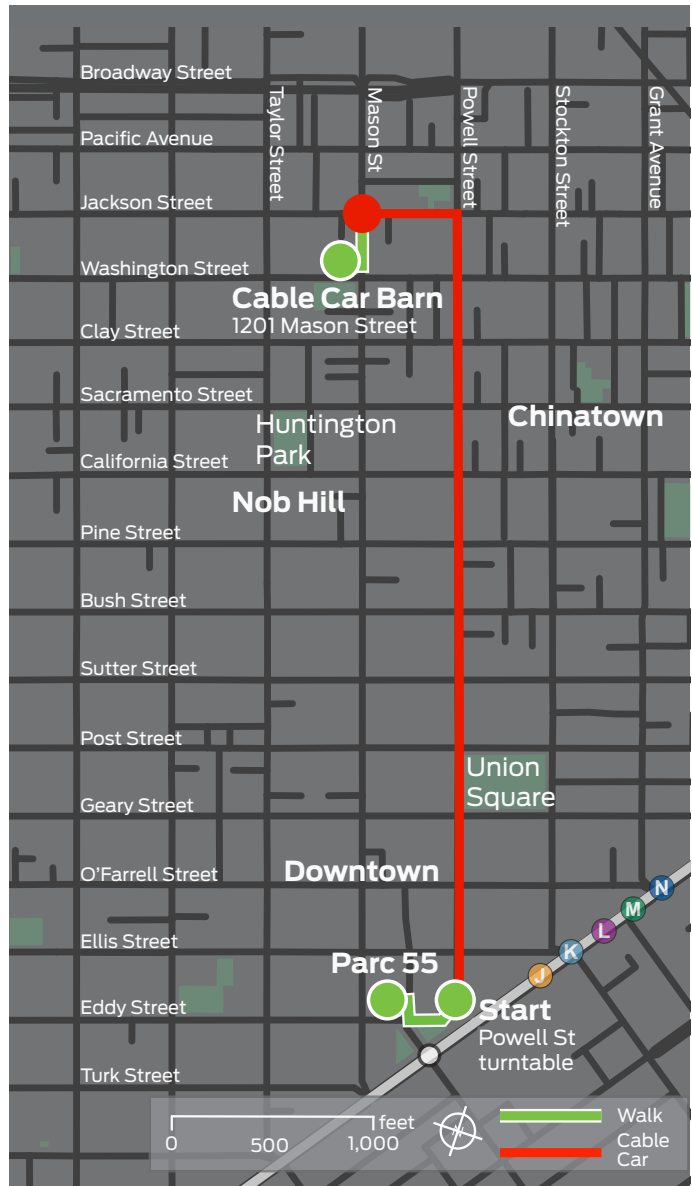 Broadway Street
Taylor Street
Mason St
Powell Street
Stockton Street
Grant Avenue
Pacific Avenue
Jackson Street
Washington Street
Cable Car Barn
1201 Mason Street
Clay Street
Sacramento Street
Chinatown
Huntington
Park
California Street
Nob Hill
Pine Street
Bush Street
Sutter Street
Post Street
Union
Square
Geary Street
O'Farrell Street
Downtown
N
M
L
K
J
Ellis Street
Parc 55
Eddy Street
Start
Powell St
turntable
Turk Street
feet
0 500 1,000
Walk
Cable
Car